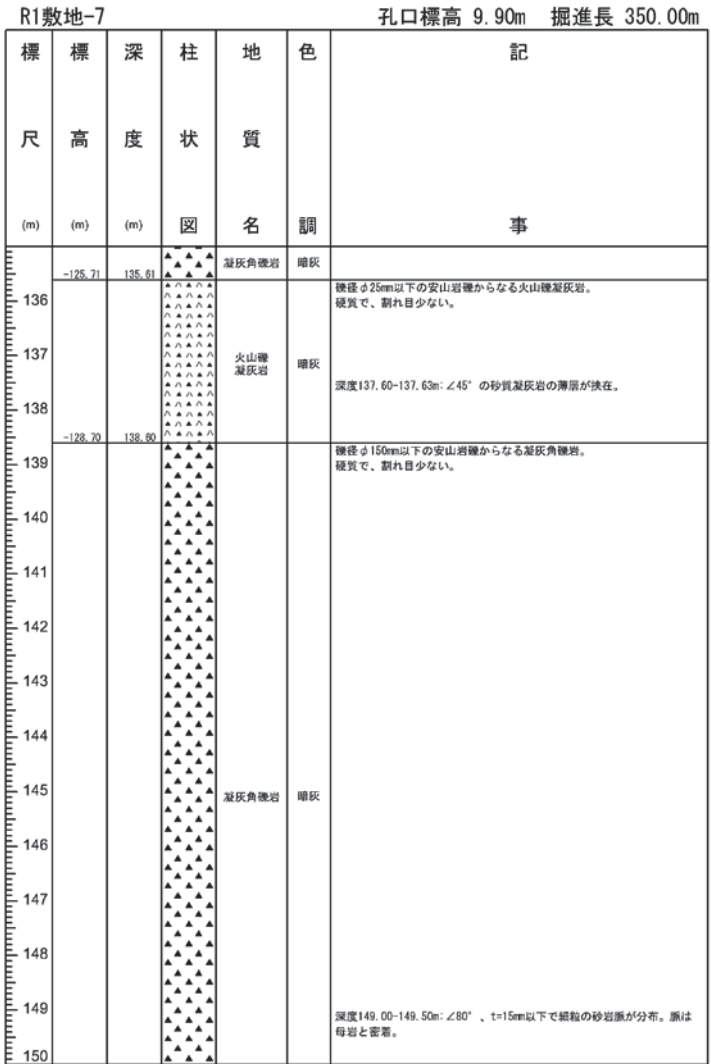 R1敷地-7
孔口標高 9.90m 掘進長 350.00m
標尺(m)
標高(m)
深度(m)
柱状図
地質名
色調
記事
-125.71 135.61 凝灰角礫岩 暗灰
136
137
138
火山礫
凝灰岩
暗灰
礫径φ25mm以下の安山岩礫からなる火山礫凝灰岩。
硬質で、割れ目少ない。
深度137.60-137.63m:∠45°の砂質凝灰岩の薄層が挟在。
-128.70 138.60
139
140
141
142
143
144
145
146
147
148
149
150
凝灰角礫岩 暗灰
礫径φ150mm以下の安山岩礫からなる凝灰角礫岩。
硬質で、割れ目少ない。
深度149.00-149.50m:∠80°、t=15mm以下で細粒の砂岩脈が分布。脈は
母岩と密着。